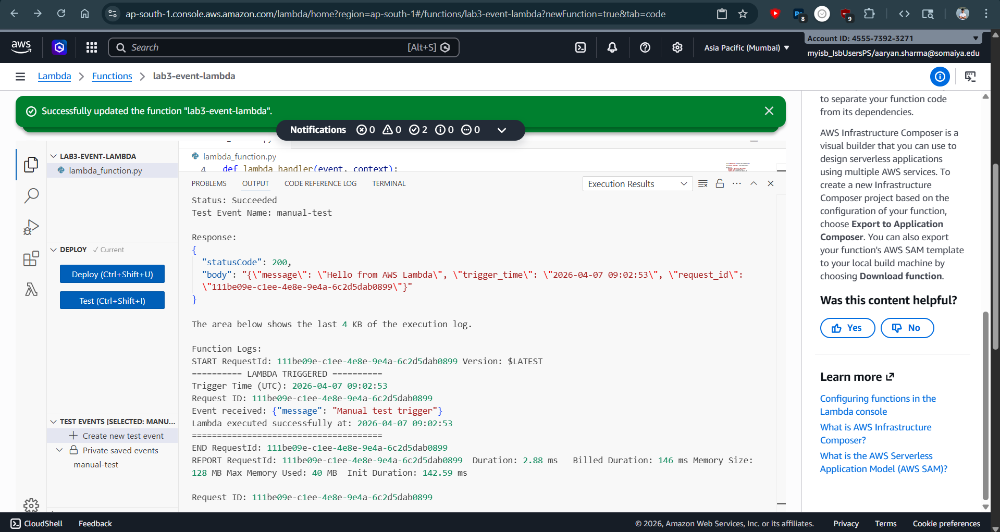 ap-south-1.console.aws.amazon.com/lambda/home?region=ap-south-1#/functions/lab3-event-lambda?newFunction=true&tab=code
8
9
aws
Search
[Alt+S]
Asia Pacific (Mumbai)
Account ID: 4555-7392-3271
myisb_IsbUsersPS/aaryan.sharma@somaiya.edu
Lambda > Functions > lab3-event-lambda
Successfully updated the function "lab3-event-lambda".
Notifications 0 0 2 0 0
LAB3-EVENT-LAMBDA
lambda_function.py
DEPLOY ✓ Current
Deploy (Ctrl+Shift+U)
Test (Ctrl+Shift+I)
TEST EVENTS [SELECTED: MANU...
Create new test event
Private saved events
manual-test
lambda_function.py
4 def lambda_handler(event, context):
PROBLEMS OUTPUT CODE REFERENCE LOG TERMINAL
Execution Results
Status: Succeeded
Test Event Name: manual-test
Response:
{
"statusCode": 200,
"body": "{\"message\": \"Hello from AWS Lambda\", \"trigger_time\": \"2026-04-07 09:02:53\", \"request_id\":
\"111be09e-c1ee-4e8e-9e4a-6c2d5dab0899\"}"
}
The area below shows the last 4 KB of the execution log.
Function Logs:
START RequestId: 111be09e-c1ee-4e8e-9e4a-6c2d5dab0899 Version: $LATEST
========== LAMBDA TRIGGERED ==========
Trigger Time (UTC): 2026-04-07 09:02:53
Request ID: 111be09e-c1ee-4e8e-9e4a-6c2d5dab0899
Event received: {"message": "Manual test trigger"}
Lambda executed successfully at: 2026-04-07 09:02:53
======================================
END RequestId: 111be09e-c1ee-4e8e-9e4a-6c2d5dab0899
REPORT RequestId: 111be09e-c1ee-4e8e-9e4a-6c2d5dab0899 Duration: 2.88 ms Billed Duration: 146 ms Memory Size:
128 MB Max Memory Used: 40 MB Init Duration: 142.59 ms
Request ID: 111be09e-c1ee-4e8e-9e4a-6c2d5dab0899
to separate your function code
from its dependencies.
AWS Infrastructure Composer is a
visual builder that you can use to
design serverless applications
using multiple AWS services. To
create a new Infrastructure
Composer project based on the
configuration of your function,
choose Export to Application
Composer. You can also export
your function's AWS SAM template
to your local build machine by
choosing Download function.
Was this content helpful?
Yes
No
Learn more
Configuring functions in the
Lambda console
What is AWS Infrastructure
Composer?
What is the AWS Serverless
Application Model (AWS SAM)?
CloudShell
Feedback
© 2026, Amazon Web Services, Inc. or its affiliates.
Privacy
Terms
Cookie preferences